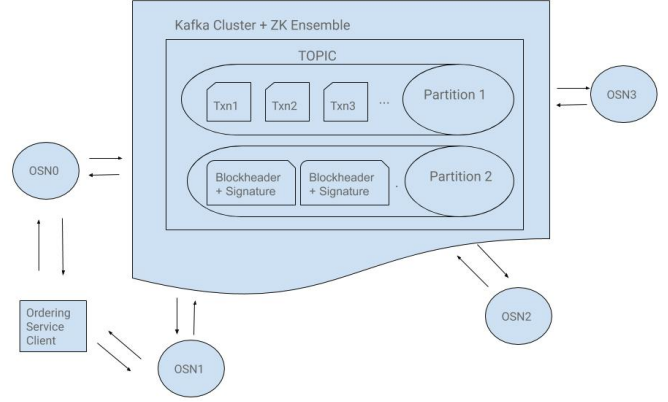 Kafka Cluster + ZK Ensemble
TOPIC
Txn1
Txn2
Txn3
...
Partition 1
OSN3
OSN0
Blockheader
+ Signature
Blockheader
+ Signature
.
Partition 2
Ordering
Service
Client
OSN2
OSN1